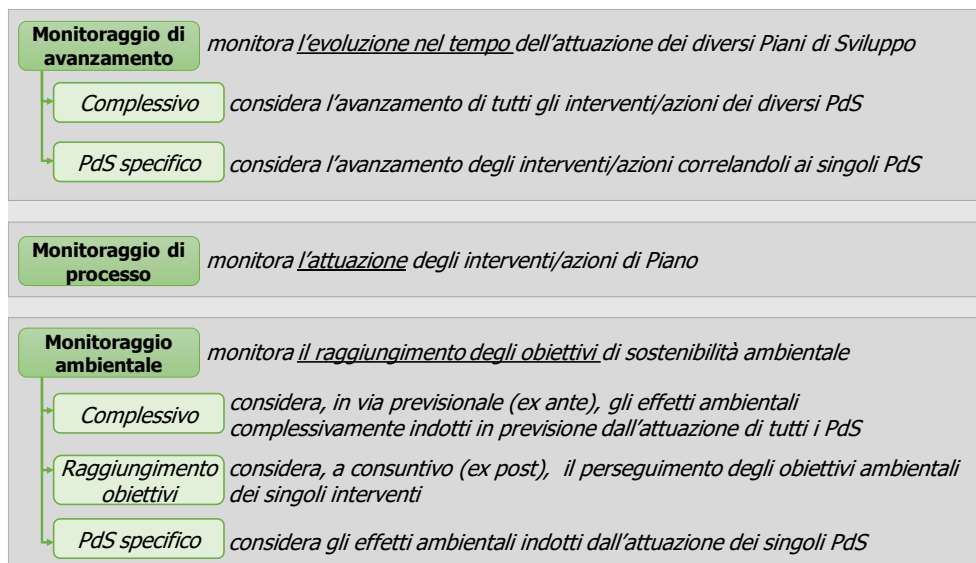 Monitoraggio di avanzamento
monitora l'evoluzione nel tempo dell'attuazione dei diversi Piani di Sviluppo
Complessivo
considera l'avanzamento di tutti gli interventi/azioni dei diversi PdS
PdS specifico
considera l'avanzamento degli interventi/azioni correlandoli ai singoli PdS
Monitoraggio di processo
monitora l'attuazione degli interventi/azioni di Piano
Monitoraggio ambientale
monitora il raggiungimento degli obiettivi di sostenibilità ambientale
Complessivo
considera, in via previsionale (ex ante), gli effetti ambientali
complessivamente indotti in previsione dall'attuazione di tutti i PdS
Raggiungimento obiettivi
considera, a consuntivo (ex post), il perseguimento degli obiettivi ambientali
dei singoli interventi
PdS specifico
considera gli effetti ambientali indotti dall'attuazione dei singoli PdS